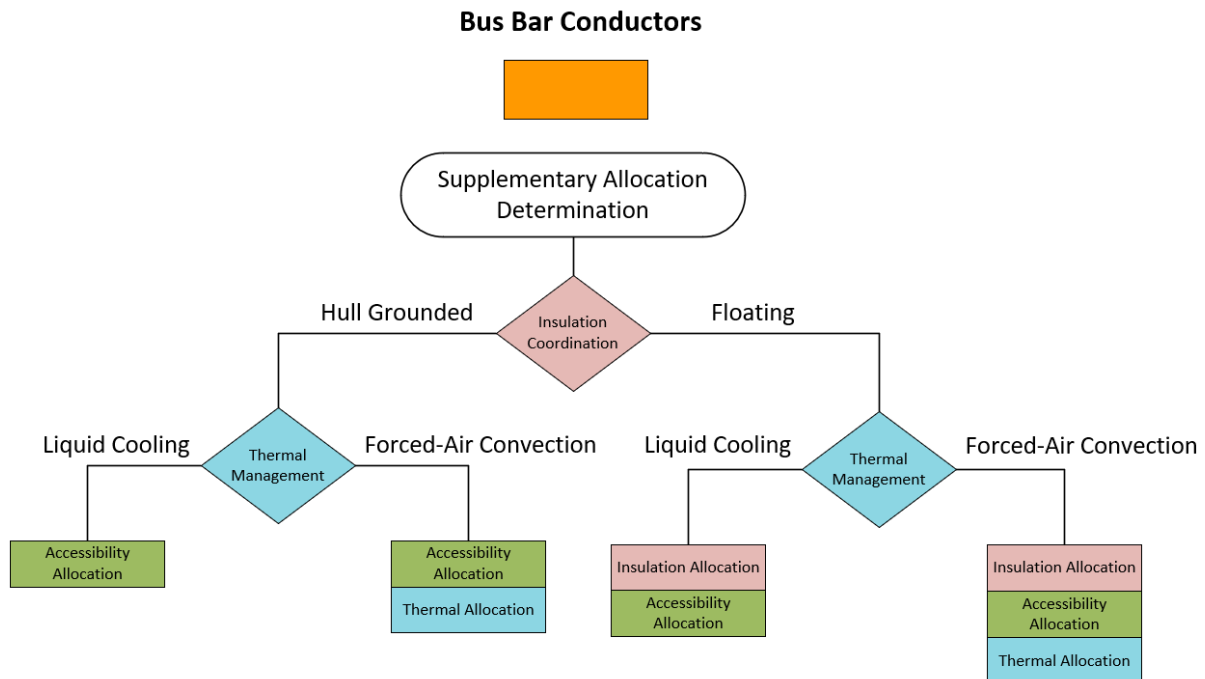 Bus Bar Conductors
Supplementary Allocation
Determination
Hull Grounded
Insulation
Coordination
Floating
Liquid Cooling
Thermal
Management
Forced-Air Convection
Liquid Cooling
Thermal
Management
Forced-Air Convection
Accessibility
Allocation
Accessibility
Allocation
Thermal Allocation
Insulation Allocation
Accessibility
Allocation
Insulation Allocation
Accessibility
Allocation
Thermal Allocation